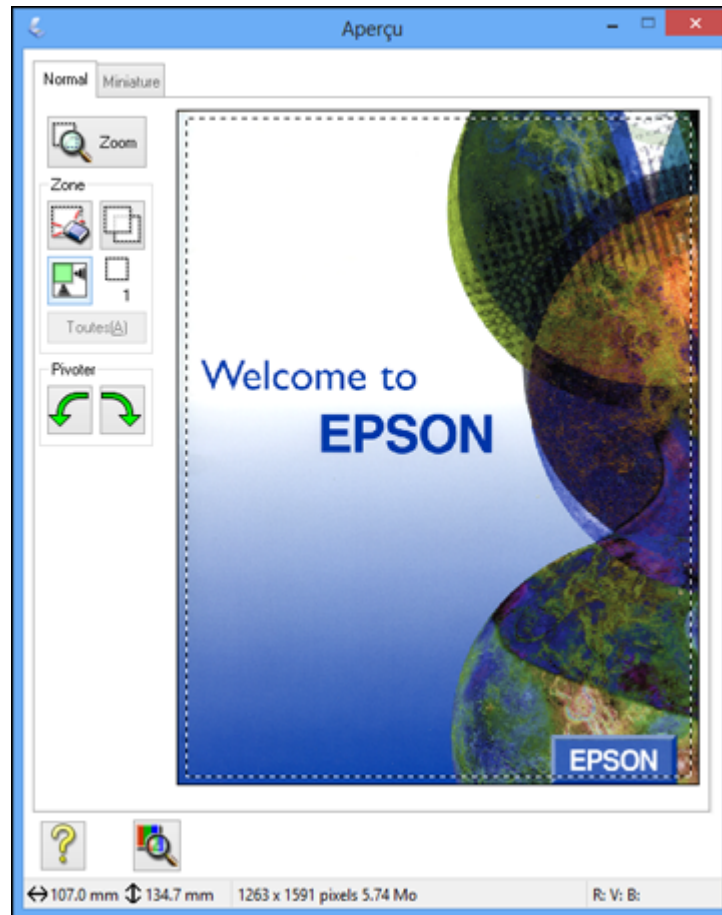 Aperçu
Normal Miniature
Zoom
Zone
1
Toutes(A)
Pivoter
Welcome to
EPSON
EPSON
107.0 mm 134.7 mm 1263 x 1591 pixels 5.74 Mo R: V: B: